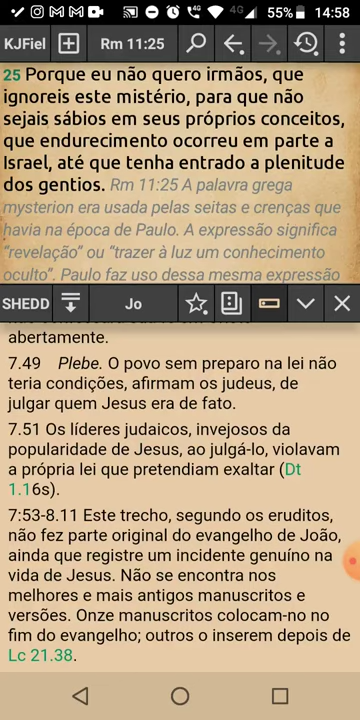 4G 4G 55% 14:58
KJFiel Rm 11:25
25 Porque eu não quero irmãos, que
ignoreis este mistério, para que não
sejais sábios em seus próprios conceitos,
que endurecimento ocorreu em parte a
Israel, até que tenha entrado a plenitude
dos gentios. Rm 11:25 A palavra grega
mysterion era usada pelas seitas e crenças que
havia na época de Paulo. A expressão significa
“revelação” ou “trazer à luz um conhecimento
oculto”. Paulo faz uso dessa mesma expressão
SHEDD Jo
abertamente.
7.49 Plebe. O povo sem preparo na lei não
teria condições, afirmam os judeus, de
julgar quem Jesus era de fato.
7.51 Os líderes judaicos, invejosos da
popularidade de Jesus, ao julgá-lo, violavam
a própria lei que pretendiam exaltar (Dt
1.16s).
7:53-8.11 Este trecho, segundo os eruditos,
não fez parte original do evangelho de João,
ainda que registre um incidente genuíno na
vida de Jesus. Não se encontra nos
melhores e mais antigos manuscritos e
versões. Onze manuscritos colocam-no no
fim do evangelho; outros o inserem depois de
Lc 21.38.